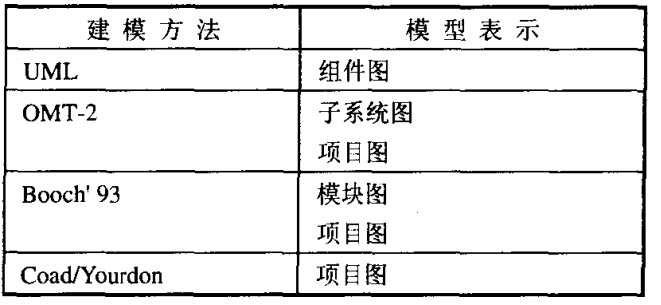 建模方法 模型表示
UML 组件图
OMT-2 子系统图
项目图
Booch' 93 模块图
项目图
Coad/Yourdon 项目图